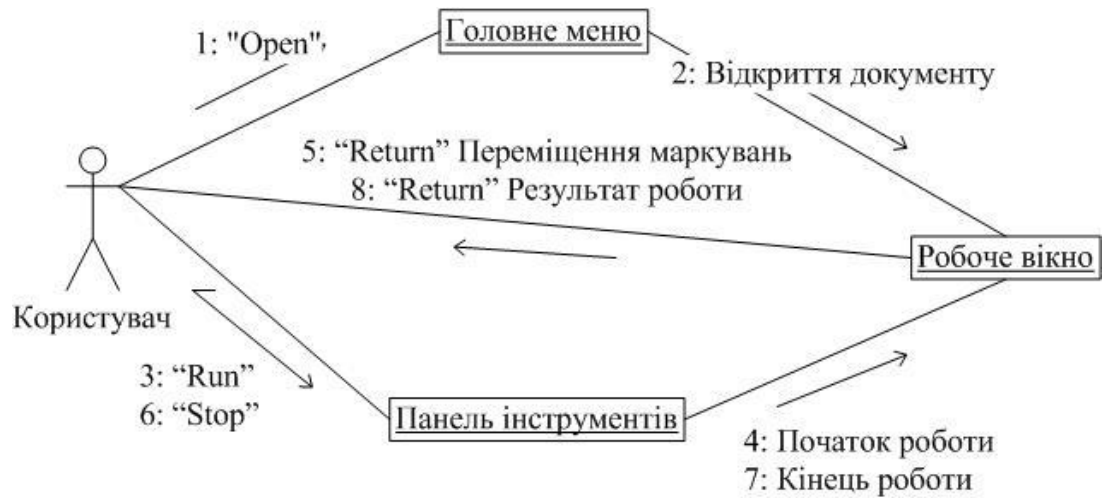 Головне меню
1: "Open",
2: Відкриття документу
5: “Return” Переміщення маркувань
8: “Return” Результат роботи
Робоче вікно
Користувач
3: “Run”
6: “Stop”
Панель інструментів
4: Початок роботи
7: Кінець роботи